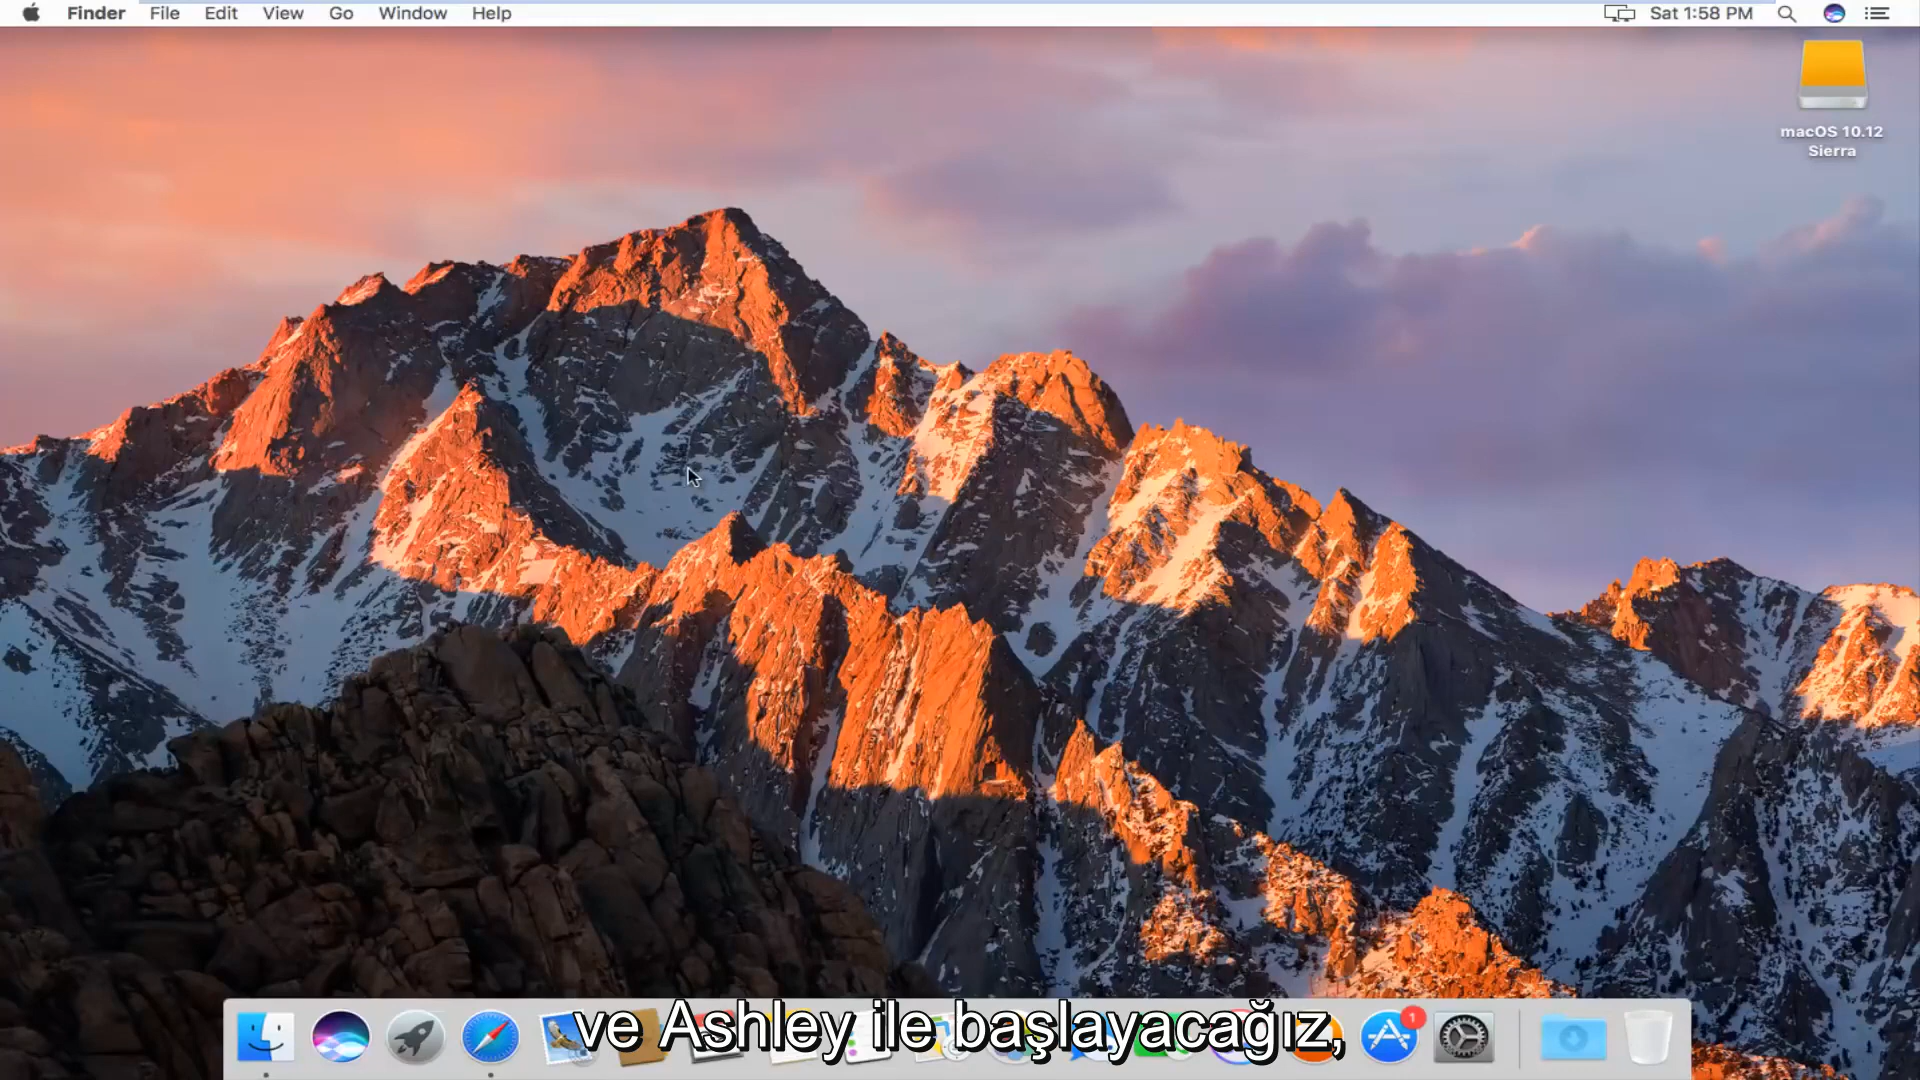 Finder File Edit View Go Window Help Sat 1:58 PM
macOS 10.12
Sierra
ve Ashley ile başlayacağız,
1